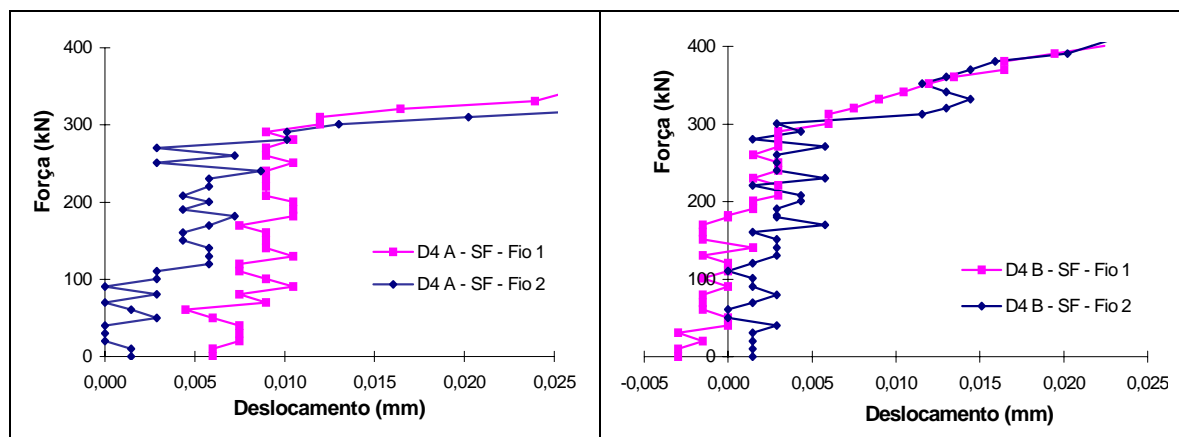 400
300
200
100
0
Força (kN)
D4 A - SF - Fio 1
D4 A - SF - Fio 2
0,000 0,005 0,010 0,015 0,020 0,025
Deslocamento (mm)
400
300
200
100
0
Força (kN)
D4 B - SF - Fio 1
D4 B - SF - Fio 2
-0,005 0,000 0,005 0,010 0,015 0,020 0,025
Deslocamento (mm)